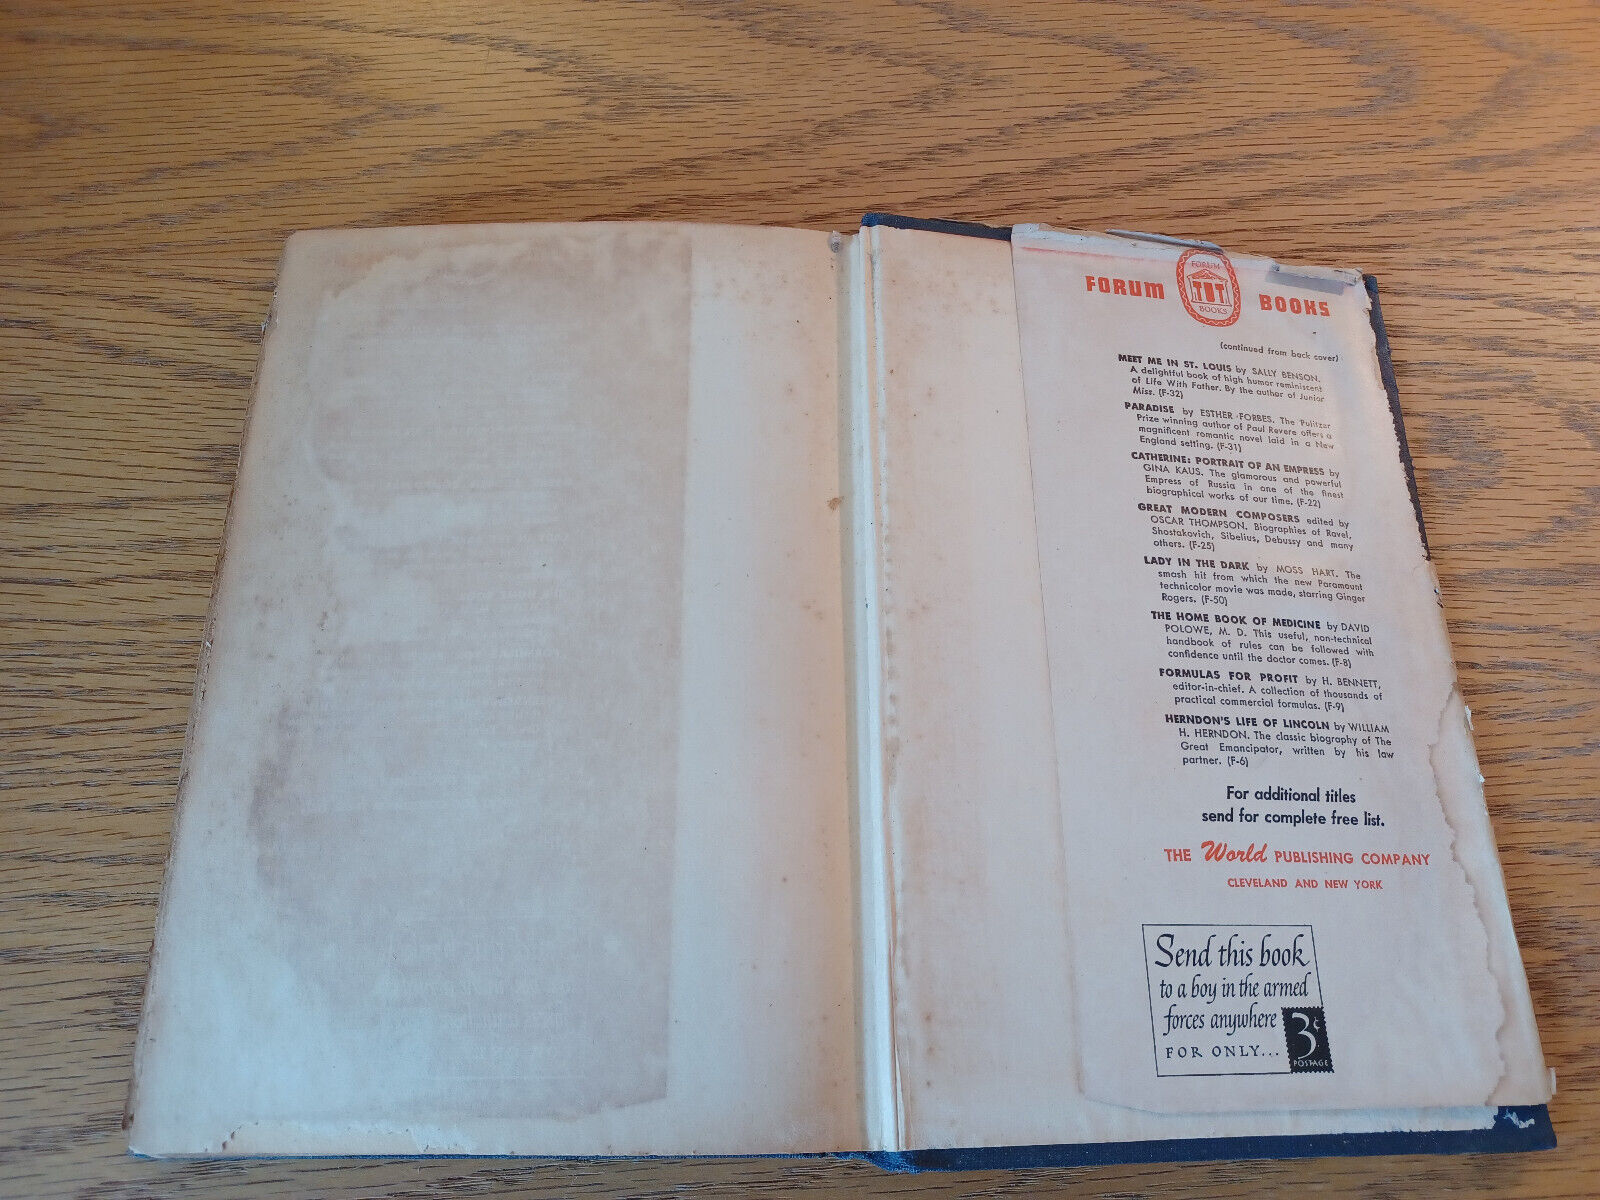 FORUM
FORUM
BOOKS
BOOKS
(continued from back cover)
MEET ME IN ST. LOUIS by SALLY BENSON.
A delightful book of high humor reminiscent
of Life With Father. By the author of Junior
Miss. (F-32)
PARADISE by ESTHER FORBES. The Pulitzer
Prize winning author of Paul Revere offers a
magnificent romantic novel laid in a New
England setting. (F-31)
CATHERINE: PORTRAIT OF AN EMPRESS by
GINA KAUS. The glamorous and powerful
Empress of Russia in one of the finest
biographical works of our time. (F-22)
GREAT MODERN COMPOSERS edited by
OSCAR THOMPSON. Biographies of Ravel,
Shostakovich, Sibelius, Debussy and many
others. (F-25)
LADY IN THE DARK by MOSS HART. The
smash hit from which the new Paramount
technicolor movie was made, starring Ginger
Rogers. (F-50)
THE HOME BOOK OF MEDICINE by DAVID
POLOWE, M. D. This useful, non-technical
handbook of rules can be followed with
confidence until the doctor comes. (F-8)
FORMULAS FOR PROFIT by H. BENNETT,
editor-in-chief. A collection of thousands of
practical commercial formulas. (F-9)
HERNDON'S LIFE OF LINCOLN by WILLIAM
H. HERNDON. The classic biography of The
Great Emancipator, written by his law
partner. (F-6)
For additional titles
send for complete free list.
THE World PUBLISHING COMPANY
CLEVELAND AND NEW YORK
Send this book
to a boy in the armed
forces anywhere
FOR ONLY... 3¢
POSTAGE